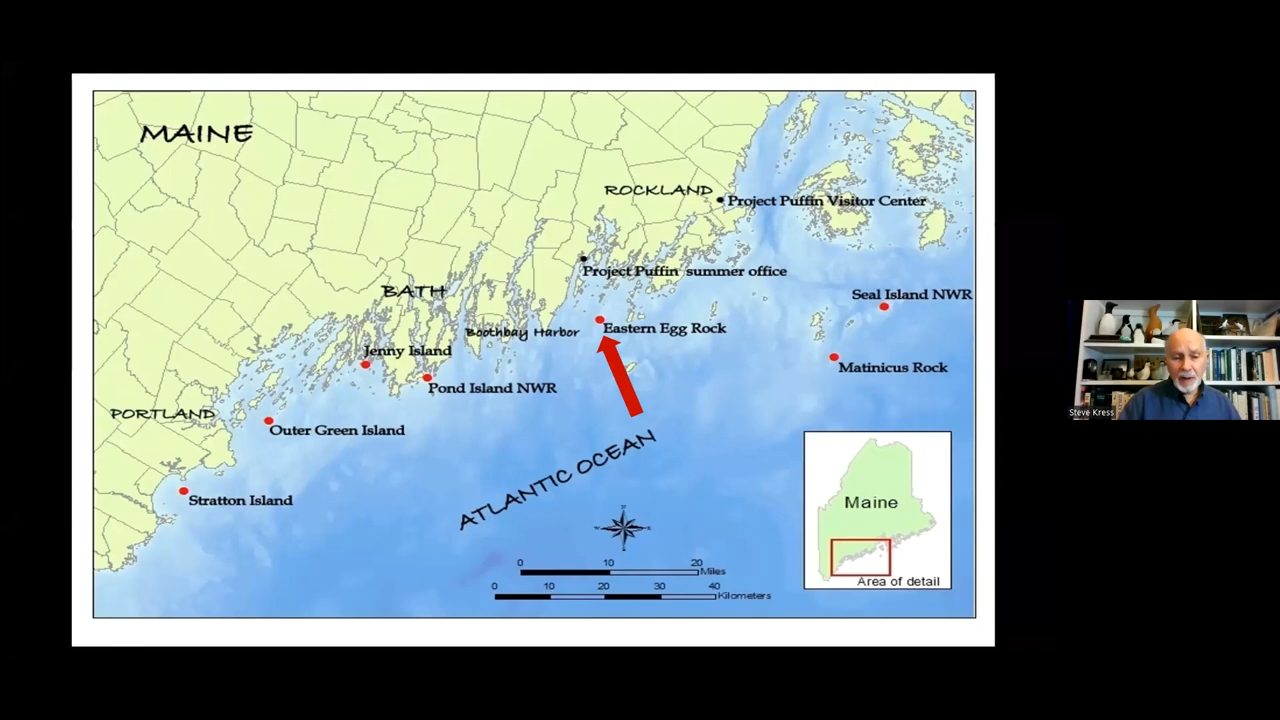 MAINE
ROCKLAND
Project Puffin Visitor Center
Project Puffin summer office
BATH
Seal Island NWR
Boothbay Harbor
Eastern Egg Rock
Jenny Island
Matinicus Rock
Pond Island NWR
PORTLAND
Outer Green Island
Steve Kress
ATLANTIC OCEAN
Stratton Island
Maine
0 10 20
Miles
0 10 20 30 40
Kilometers
Area of detail